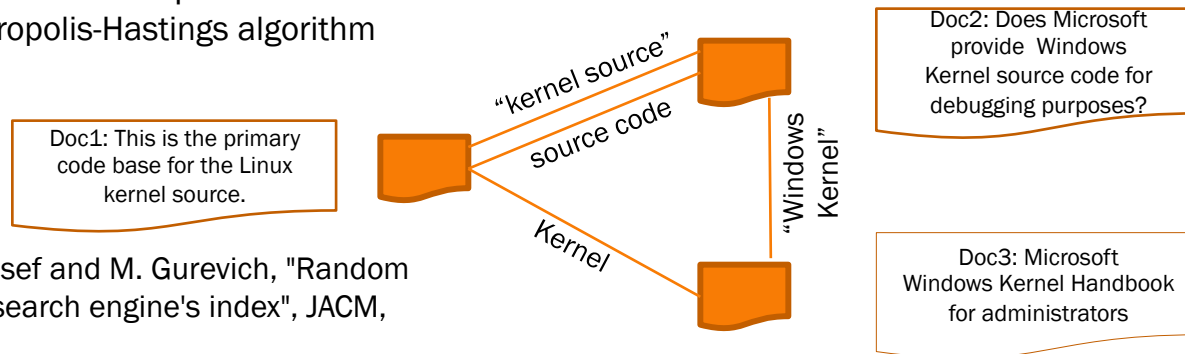 ropolis-Hastings algorithm
Doc1: This is the primary
code base for the Linux
kernel source.
sef and M. Gurevich, "Random
search engine's index", JACM,
“kernel source”
source code
Kernel
“Windows
Kernel”
Doc2: Does Microsoft
provide Windows
Kernel source code for
debugging purposes?
Doc3: Microsoft
Windows Kernel Handbook
for administrators